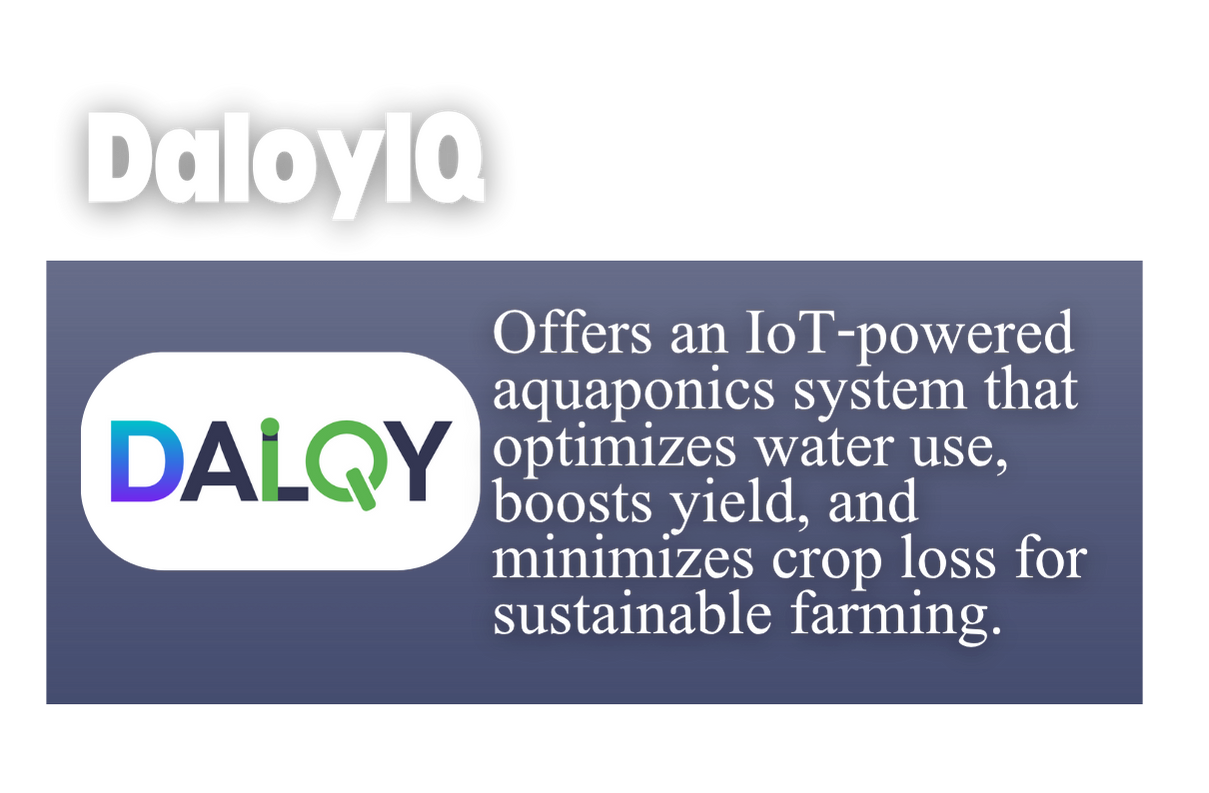 DaloyIQ
DAiLQY
Offers an IoT-powered
aquaponics system that
optimizes water use,
boosts yield, and
minimizes crop loss for
sustainable farming.